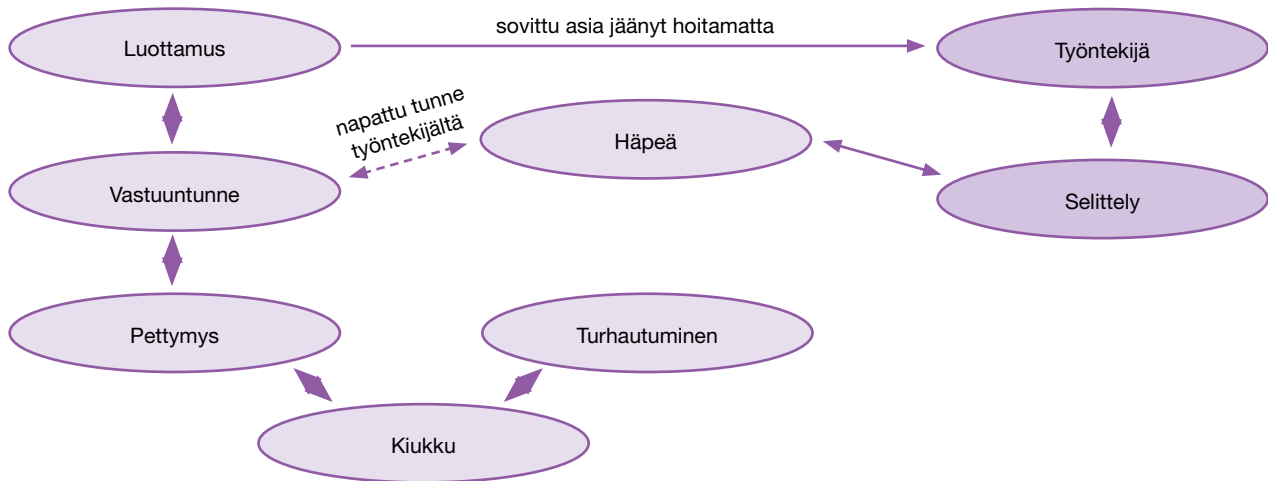 sovittu asia jäänyt hoitamatta
Luottamus
Työntekijä
napattu tunne
työntekijältä
Häpeä
Vastuuntunne
Selittely
Pettymys
Turhautuminen
Kiukku